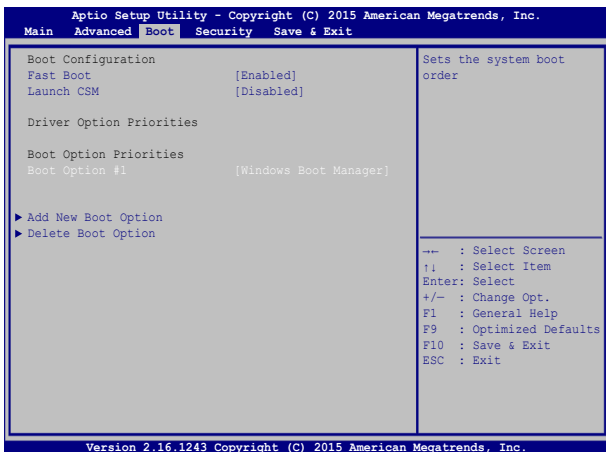 Aptio Setup Utility - Copyright (C) 2015 American Megatrends, Inc.
Main Advanced Boot Security Save & Exit
Boot Configuration
Fast Boot [Enabled]
Launch CSM [Disabled]
Driver Option Priorities
Boot Option Priorities
Boot Option #1 [Windows Boot Manager]
Add New Boot Option
Delete Boot Option
Sets the system boot
order
→← : Select Screen
↑↓ : Select Item
Enter: Select
+/— : Change Opt.
F1 : General Help
F9 : Optimized Defaults
F10 : Save & Exit
ESC : Exit
Version 2.16.1243 Copyright (C) 2015 American Megatrends, Inc.